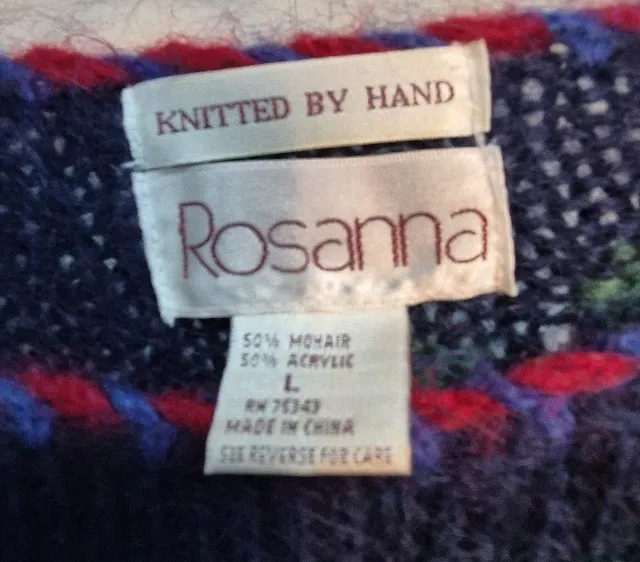 KNITTED BY HAND
Rosanna
50% MOHAIR
50% ACRYLIC
L
RN 75343
MADE IN CHINA
SEE REVERSE FOR CARE